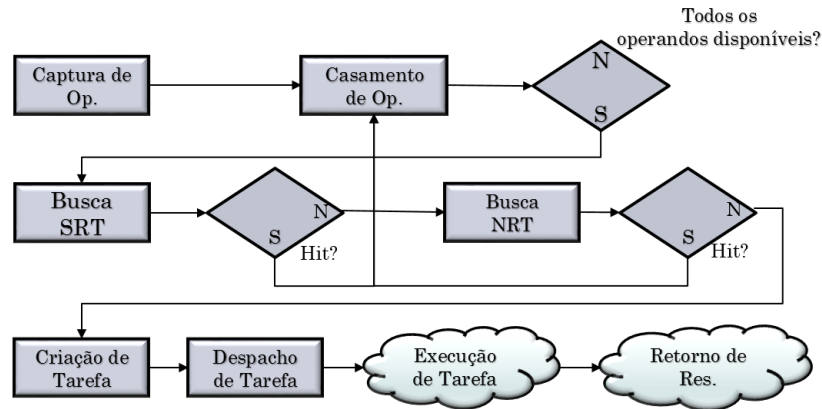 Todos os
operandos disponíveis?
Captura de
Op.
Casamento
de Op.
N
S
Busca
SRT
N
S
Hit?
Busca
NRT
N
S
Hit?
Criação de
Tarefa
Despacho
de Tarefa
Execução
de Tarefa
Retorno de
Res.